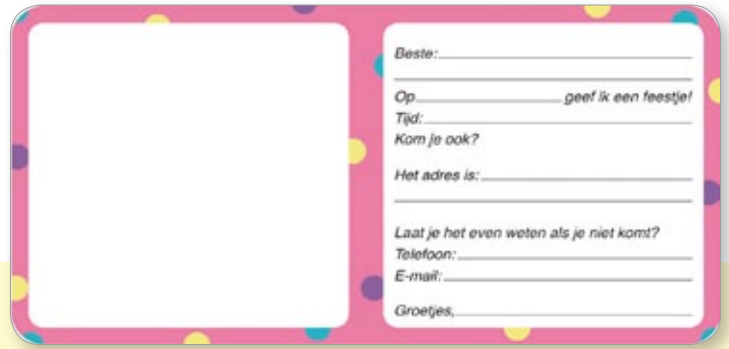 Beste:
Op geef ik een feestje!
Tijd:
Kom je ook?
Het adres is:
Laat je het even weten als je niet komt?
Telefoon:
E-mail:
Groetjes,